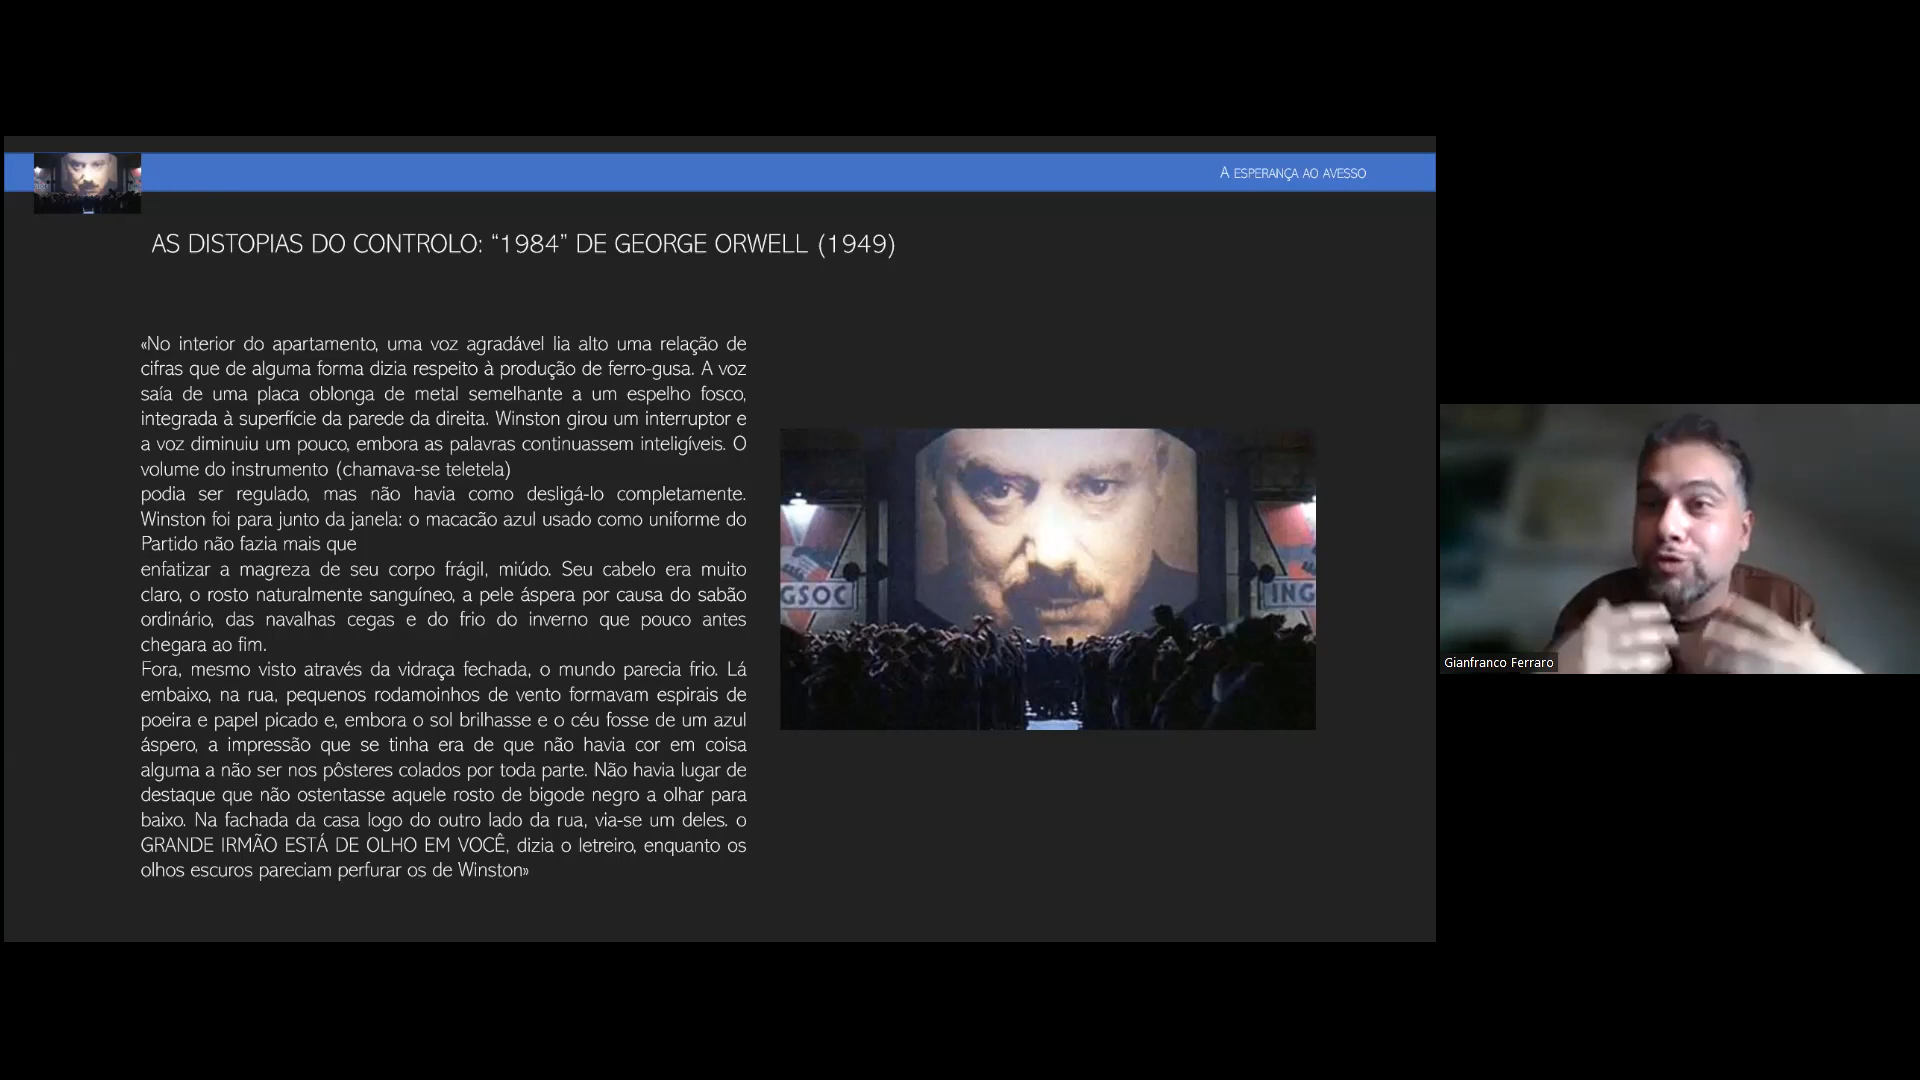 A ESPERANÇA AO AVESSO
AS DISTOPIAS DO CONTROLO: “1984” DE GEORGE ORWELL (1949)
«No interior do apartamento, uma voz agradável lia alto uma relação de
cifras que de alguma forma dizia respeito à produção de ferro-gusa. A voz
saía de uma placa oblonga de metal semelhante a um espelho fosco,
integrada à superfície da parede da direita. Winston girou um interruptor e
a voz diminuiu um pouco, embora as palavras continuassem inteligíveis. O
volume do instrumento (chamava-se teletela)
podia ser regulado, mas não havia como desligá-lo completamente.
Winston foi para junto da janela: o macacão azul usado como uniforme do
Partido não fazia mais que
enfatizar a magreza de seu corpo frágil, miúdo. Seu cabelo era muito
claro, o rosto naturalmente sanguíneo, a pele áspera por causa do sabão
ordinário, das navalhas cegas e do frio do inverno que pouco antes
chegara ao fim.
Fora, mesmo visto através da vidraça fechada, o mundo parecia frio. Lá
embaixo, na rua, pequenos rodamoinhos de vento formavam espirais de
poeira e papel picado e, embora o sol brilhasse e o céu fosse de um azul
áspero, a impressão que se tinha era de que não havia cor em coisa
alguma a não ser nos pôsteres colados por toda parte. Não havia lugar de
destaque que não ostentasse aquele rosto de bigode negro a olhar para
baixo. Na fachada da casa logo do outro lado da rua, via-se um deles. o
GRANDE IRMÃO ESTÁ DE OLHO EM VOCÊ, dizia o letreiro, enquanto os
olhos escuros pareciam perfurar os de Winston»
GSOC
ING
Gianfranco Ferraro